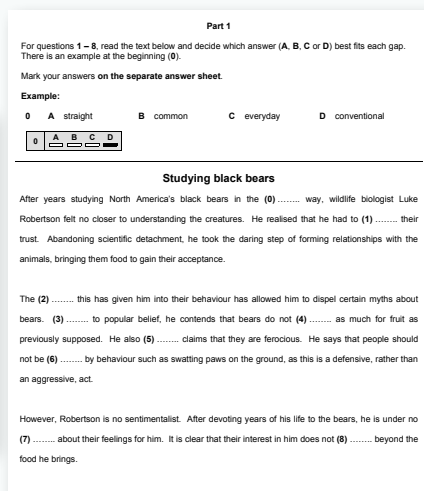 Part 1
For questions 1 – 8, read the text below and decide which answer (A, B, C or D) best fits each gap.
There is an example at the beginning (0).
Mark your answers on the separate answer sheet.
Example:
0 A straight B common C everyday D conventional
0 A B C D
Studying black bears
After years studying North America's black bears in the (0) ........ way, wildlife biologist Luke
Robertson felt no closer to understanding the creatures. He realised that he had to (1) ........ their
trust. Abandoning scientific detachment, he took the daring step of forming relationships with the
animals, bringing them food to gain their acceptance.
The (2) ........ this has given him into their behaviour has allowed him to dispel certain myths about
bears. (3) ........ to popular belief, he contends that bears do not (4) ........ as much for fruit as
previously supposed. He also (5) ........ claims that they are ferocious. He says that people should
not be (6) ........ by behaviour such as swatting paws on the ground, as this is a defensive, rather than
an aggressive, act.
However, Robertson is no sentimentalist. After devoting years of his life to the bears, he is under no
(7) ........ about their feelings for him. It is clear that their interest in him does not (8) ........ beyond the
food he brings.